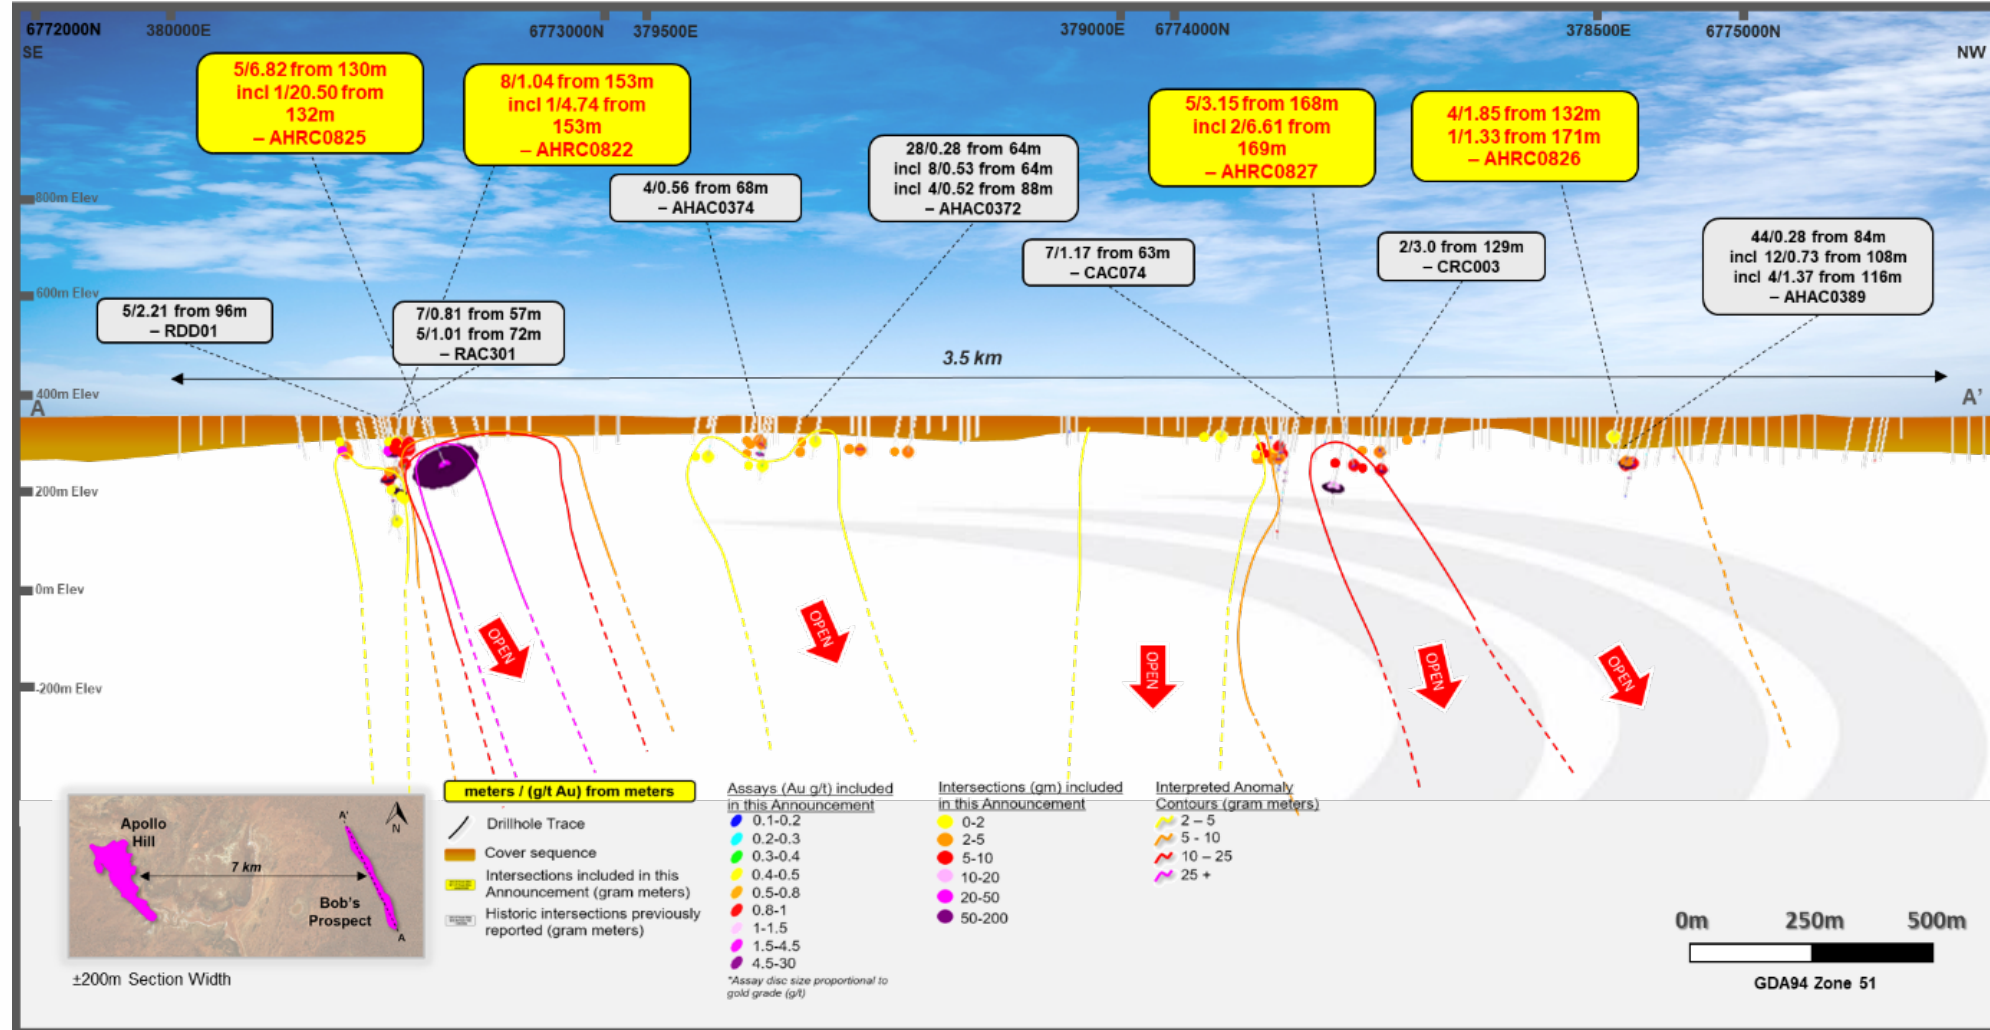 6772000N
380000E
6773000N
379500E
379000E
6774000N
378500E
6775000N
SE
NW
5/6.82 from 130m
incl 1/20.50 from
132m
– AHRC0825
8/1.04 from 153m
incl 1/4.74 from
153m
– AHRC0822
5/3.15 from 168m
incl 2/6.61 from
169m
– AHRC0827
4/1.85 from 132m
1/1.33 from 171m
– AHRC0826
28/0.28 from 64m
incl 8/0.53 from 64m
incl 4/0.52 from 88m
– AHAC0372
4/0.56 from 68m
– AHAC0374
7/1.17 from 63m
– CAC074
2/3.0 from 129m
– CRC003
44/0.28 from 84m
incl 12/0.73 from 108m
incl 4/1.37 from 116m
– AHAC0389
5/2.21 from 96m
– RDD01
7/0.81 from 57m
5/1.01 from 72m
– RAC301
800m Elev
600m Elev
400m Elev
200m Elev
0m Elev
-200m Elev
3.5 km
A
A'
OPEN
OPEN
OPEN
OPEN
OPEN
Apollo
Hill
7 km
Bob's
Prospect
A'
A
N
±200m Section Width
meters / (g/t Au) from meters
Drillhole Trace
Cover sequence
Intersections included in this
Announcement (gram meters)
Historic intersections previously
reported (gram meters)
Assays (Au g/t) included
in this Announcement
0.1-0.2
0.2-0.3
0.3-0.4
0.4-0.5
0.5-0.8
0.8-1
1-1.5
1.5-4.5
4.5-30
*Assay disc size proportional to
gold grade (g/t)
Intersections (gm) included
in this Announcement
0-2
2-5
5-10
10-20
20-50
50-200
Interpreted Anomaly
Contours (gram meters)
2 – 5
5 - 10
10 – 25
25 +
0m
250m
500m
GDA94 Zone 51